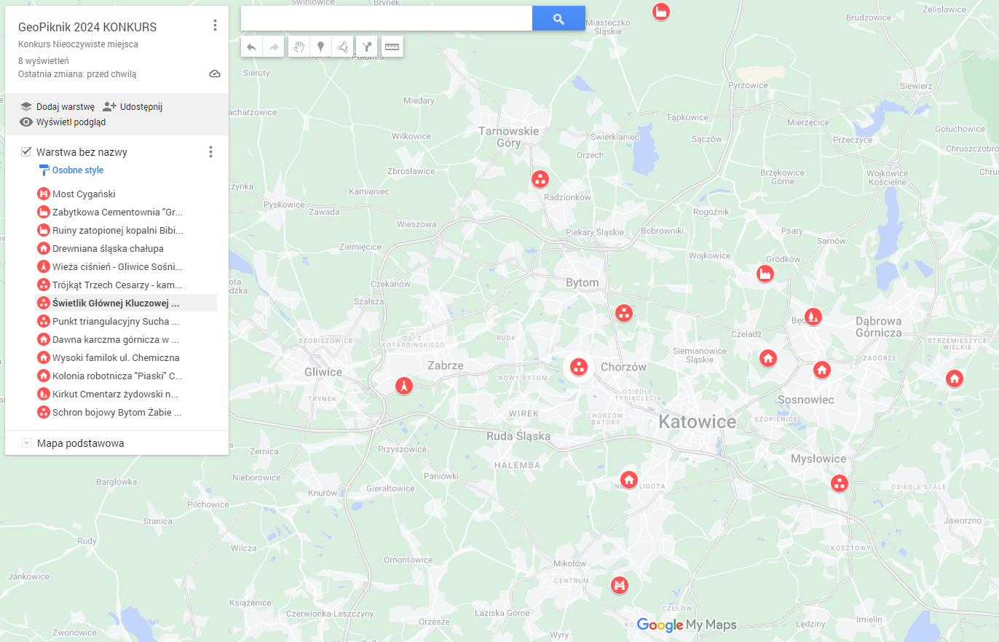 GeoPiknik 2024 KONKURS
Konkurs Nieoczywiste miejsca
8 wyświetleń
Ostatnia zmiana: przed chwilą
Dodaj warstwę
Udostępnij
Wyświetl podgląd
Warstwa bez nazwy
Osobne style
Most Cygański
Zabytkowa Cementownia "Gr...
Ruiny zatopionej kopalni Bibi...
Drewniana śląska chałupa
Wieża ciśnień - Gliwice Sośni...
Trójkąt Trzech Cesarzy - kam...
Świetlik Głównej Kluczowej ...
Punkt triangulacyjny Sucha ...
Dawna karczma górnicza w ...
Wysoki familok ul. Chemiczna
Kolonia robotnicza "Piaski" C...
Kirkut Cmentarz żydowski n...
Schron bojowy Bytom Żabie ...
Mapa podstawowa
Świniowice
Brynek
Miasteczko
Śląskie
Brudzowice
Żelisławice
Sieroty
Pyrzowice
Siewierz
Miedary
Tąpkowice
Mierzęcice
Gołuchowice
Tarnowskie
Góry
Wilkowice
Świerklaniec
Sączów
Przeczyce
Orzech
Zbrosławice
Brzękowice
Górne
Wojkowice
Kościelne
Kamieniec
Radzionków
Pyskowice
Zawada
Rogoźnik
Wieszowa
Piekary Śląskie
Bobrowniki
Psary
Sarnów
Ziemięcice
Wojkowice
Gródków
Czekanów
Bytom
Szałsza
Czeladź
Dąbrowa
Górnicza
SZOBISZOWICE
OS. T.
KOTARBIŃSKIEGO
RUDA
STRZEMIESZYCE
WIELKIE
Siemianowice
Śląskie
ZAGÓRZE
Gliwice
Zabrze
NOWY BYTOM
Chorzów
TRYNEK
OSIEDLE
TYSIĄCLECIA
Sosnowiec
WIREK
CHORZÓW
BATORY
Katowice
SZOPIENICE
Ruda Śląska
Przyszowice
Żernica
HALEMBA
Mysłowice
Bargłówka
Nieborowice
Paniówki
Gierałtowice
Knurów
OSIEDLE STAŁE
Pilchowice
Stanica
Jaworzno
Rudy
Wilcza
KOSZTOWY
Ornontowice
Mikołów
Jankowice
CENTRUM
Książenice
Czerwionka-Leszczyny
Łaziska Górne
CZUŁÓW
Orzesze
Lędziny
Imielin
Zwonowice
Wyry
Google My Maps